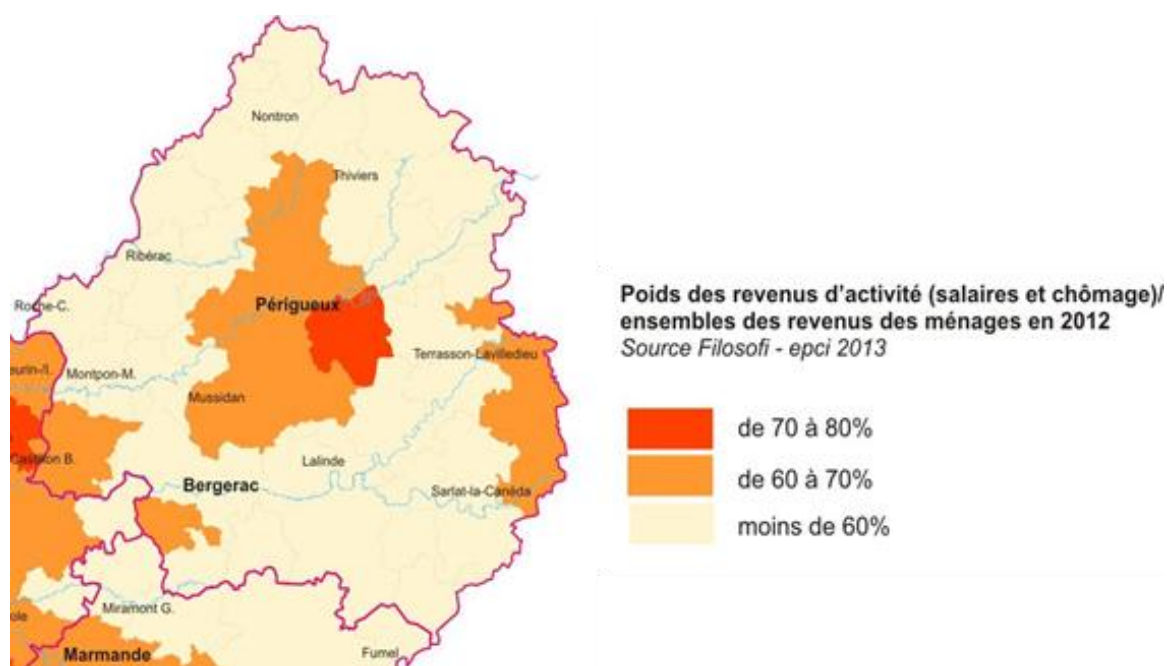 Nontron
Thiviers
Ribérac
Roche-C.
Périgueux
Terrasson-Lavilledieu
Montpon-M.
Mussidan
Castillon B.
Lalinde
Bergerac
Sarlat-la-Canéda
Miramont G.
Fumel
Marmande
Poids des revenus d'activité (salaires et chômage)/
ensembles des revenus des ménages en 2012
Source Filosofi - epci 2013
de 70 à 80%
de 60 à 70%
moins de 60%